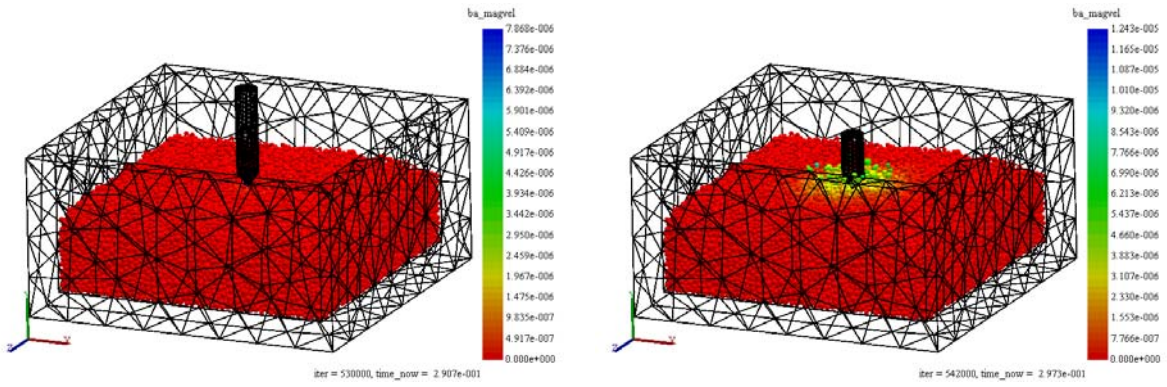 ba_magvel
7.868e-006
7.376e-006
6.884e-006
6.392e-006
5.901e-006
5.409e-006
4.917e-006
4.426e-006
3.934e-006
3.442e-006
2.950e-006
2.459e-006
1.967e-006
1.475e-006
9.835e-007
4.917e-007
0.000e+000
Z
X
iter = 530000, time_now = 2.907e-001
ba_magvel
1.243e-005
1.165e-005
1.087e-005
1.010e-005
9.320e-006
8.543e-006
7.766e-006
6.990e-006
6.213e-006
5.437e-006
4.660e-006
3.883e-006
3.107e-006
2.330e-006
1.553e-006
7.766e-007
0.000e+000
Z
X
iter = 542000, time_now = 2.973e-001